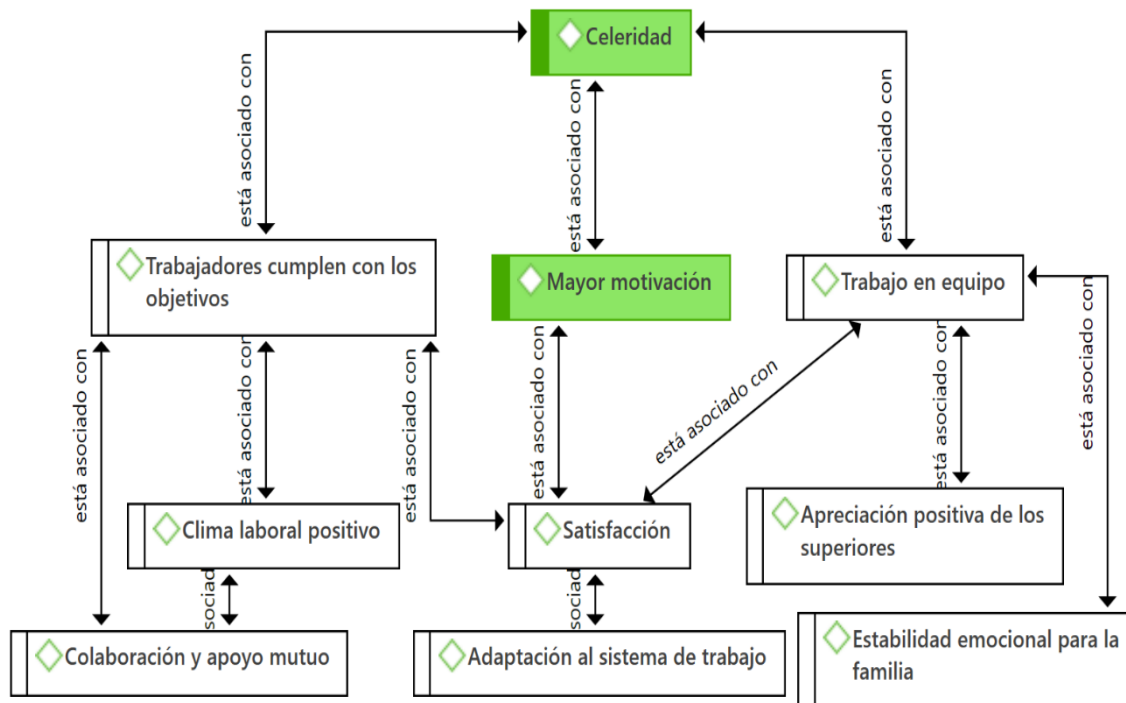 Celeridad
está asociado con
está asociado con
está asociado con
Trabajadores cumplen con los
objetivos
Mayor motivación
Trabajo en equipo
está asociado con
está asociado con
está asociado con
está asociado con
está asociado con
está asociado con
está asociado con
Clima laboral positivo
Satisfacción
Apreciación positiva de los
superiores
sociad
sociad
Colaboración y apoyo mutuo
Adaptación al sistema de trabajo
Estabilidad emocional para la
familia